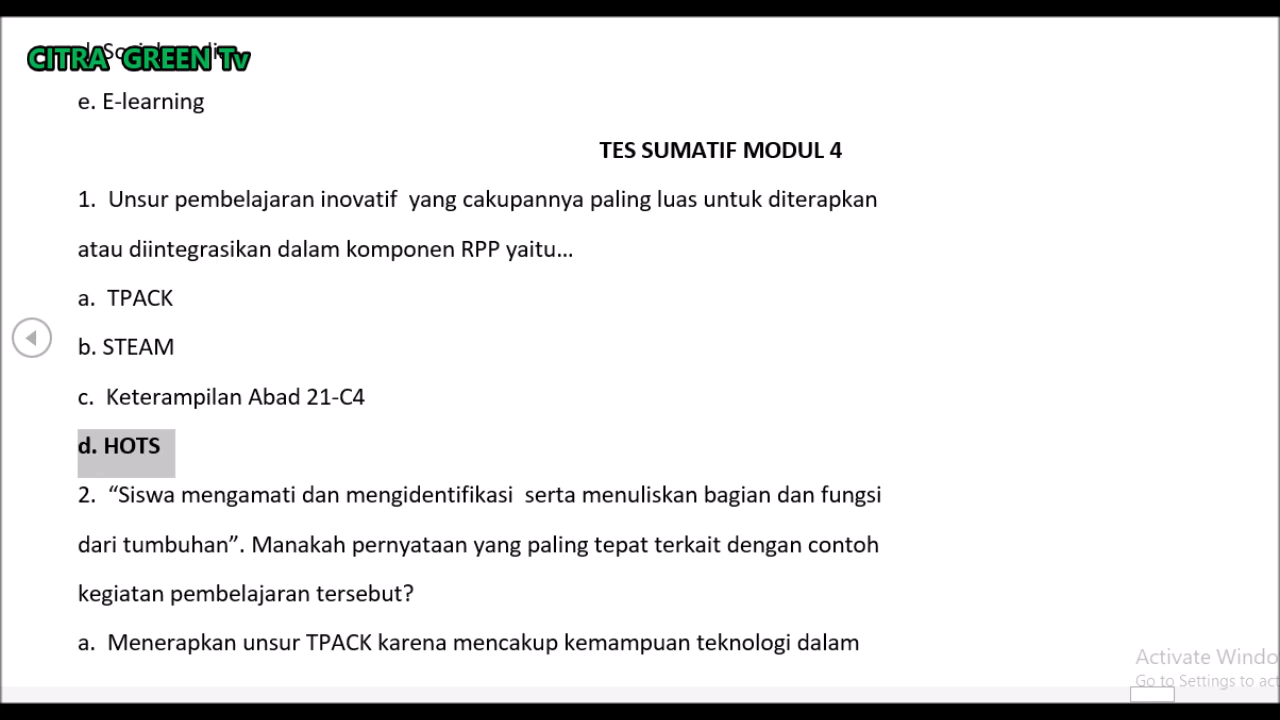 CITRA GREEN Tv
e. E-learning
TES SUMATIF MODUL 4
1. Unsur pembelajaran inovatif yang cakupannya paling luas untuk diterapkan
atau diintegrasikan dalam komponen RPP yaitu...
a. TPACK
b. STEAM
c. Keterampilan Abad 21-C4
d. HOTS
2. “Siswa mengamati dan mengidentifikasi serta menuliskan bagian dan fungsi
dari tumbuhan”. Manakah pernyataan yang paling tepat terkait dengan contoh
kegiatan pembelajaran tersebut?
a. Menerapkan unsur TPACK karena mencakup kemampuan teknologi dalam
Activate Windo
Go to Settings to act